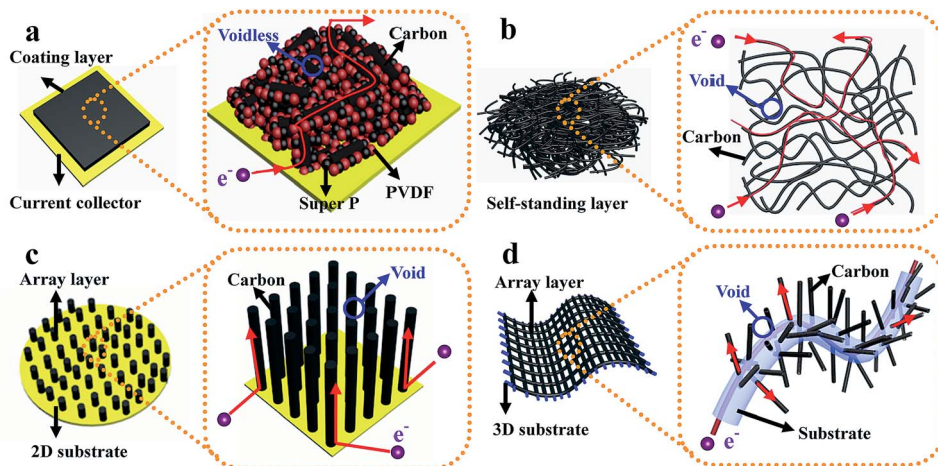 a
Coating layer
Current collector
Voidless
Carbon
e-
Super P
PVDF
b
Self-standing layer
e-
Void
Carbon
c
Array layer
2D substrate
Carbon
Void
e-
d
Array layer
3D substrate
Carbon
Void
e-
Substrate